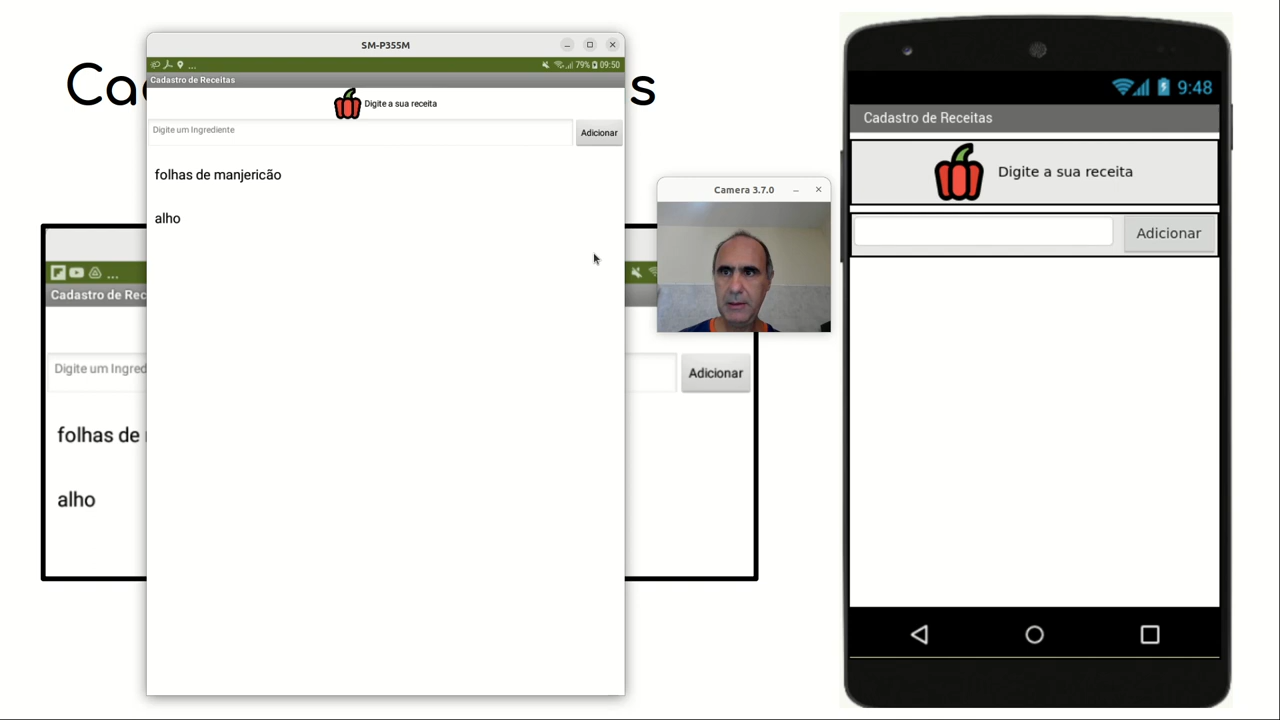 Ca
s
SM-P355M
79% 09:50
Cadastro de Receitas
Digite a sua receita
Digite um Ingrediente
Adicionar
folhas de manjericão
alho
Camera 3.7.0
...
Cadastro de Rec
Digite um Ingred
Adicionar
folhas de
alho
9:48
Cadastro de Receitas
Digite a sua receita
Adicionar